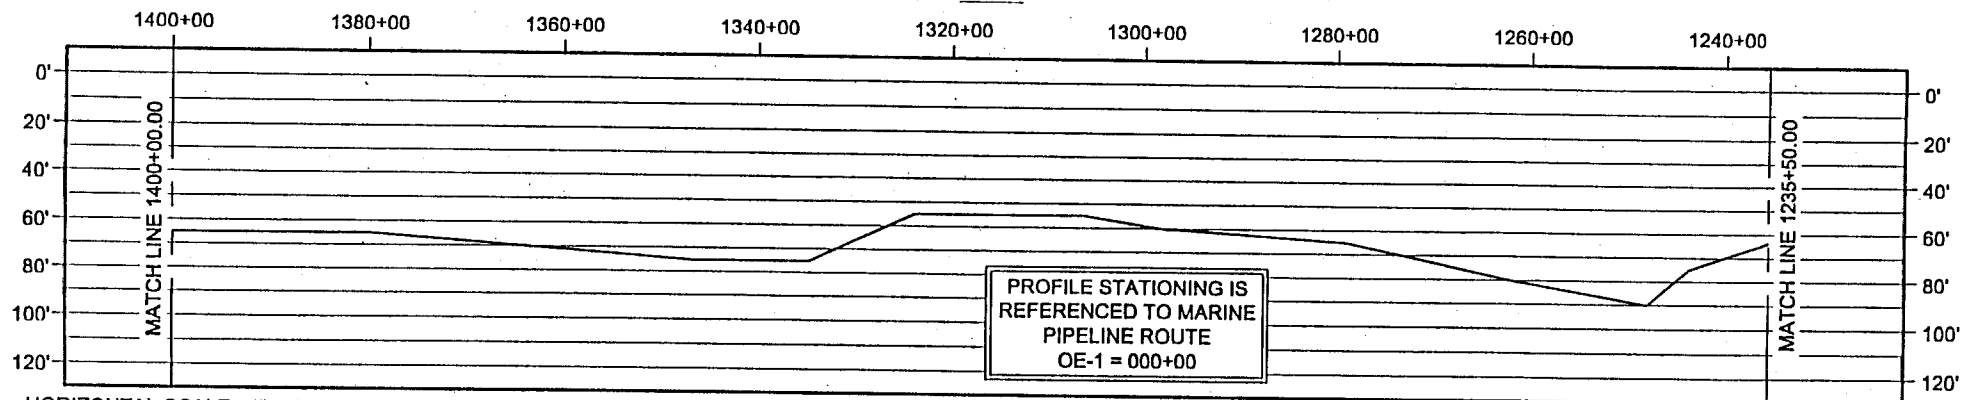 1400+00 1380+00 1360+00 1340+00 1320+00 1300+00 1280+00 1260+00 1240+00
0' 0'
20' 20'
40' 40'
60' 60'
80' 80'
100' 100'
120' 120'
MATCH LINE 1400+00.00
MATCH LINE 1235+50.00
PROFILE STATIONING IS
REFERENCED TO MARINE
PIPELINE ROUTE
OE-1 = 000+00